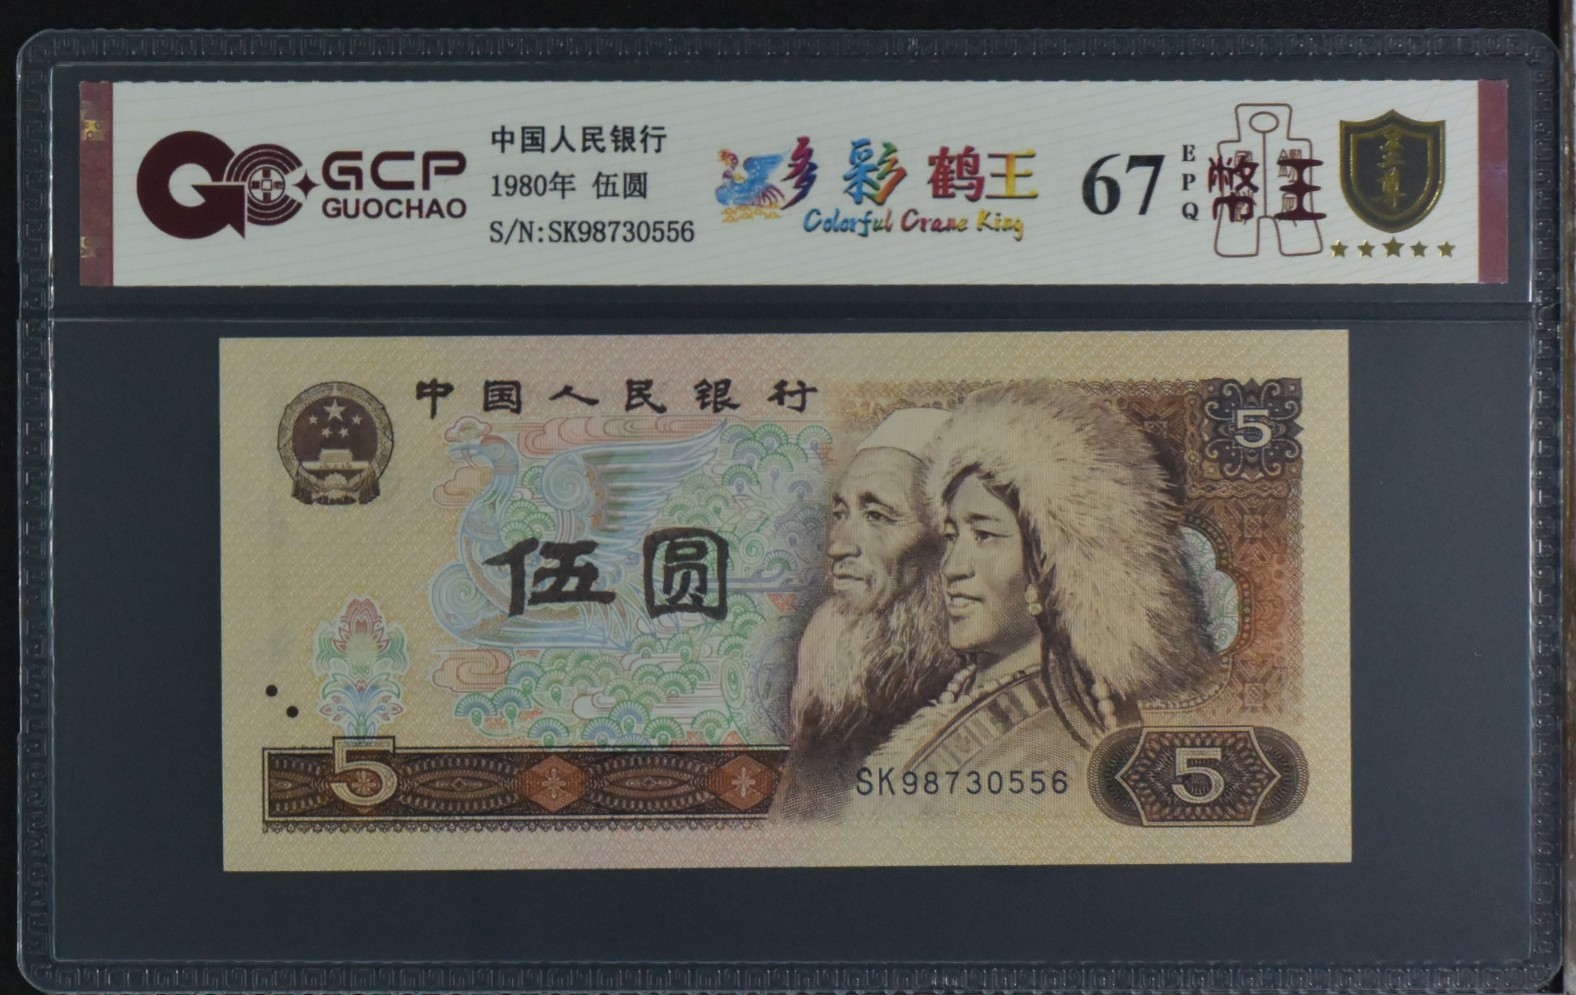 GCP
GUOCHAO
中国人民银行
1980年 伍圆
S/N:SK98730556
多彩鹤王
Colorful Crane King
67
EPQ
币王
至尊
中国人民银行
5
伍圆
5
SK98730556
5